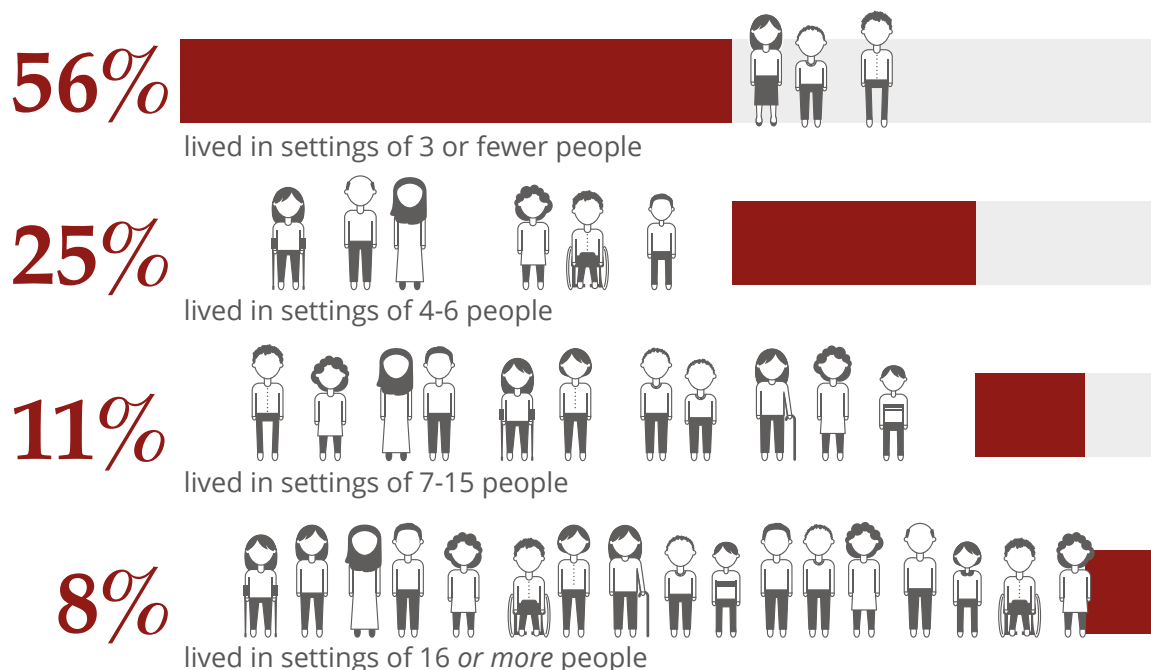 56%
lived in settings of 3 or fewer people
25%
lived in settings of 4-6 people
11%
lived in settings of 7-15 people
8%
lived in settings of 16 or more people